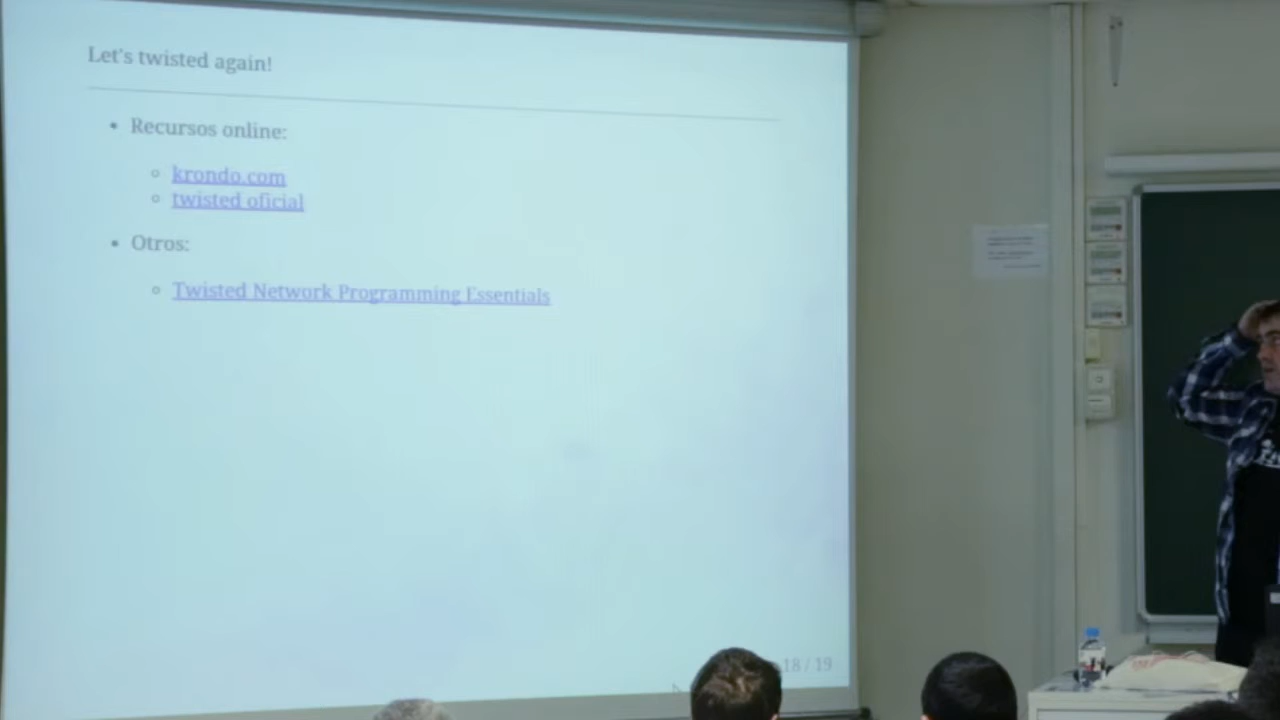 Let's twisted again!
Recursos online:
krondo.com
twisted oficial
Otros:
Twisted Network Programming Essentials
18 / 19